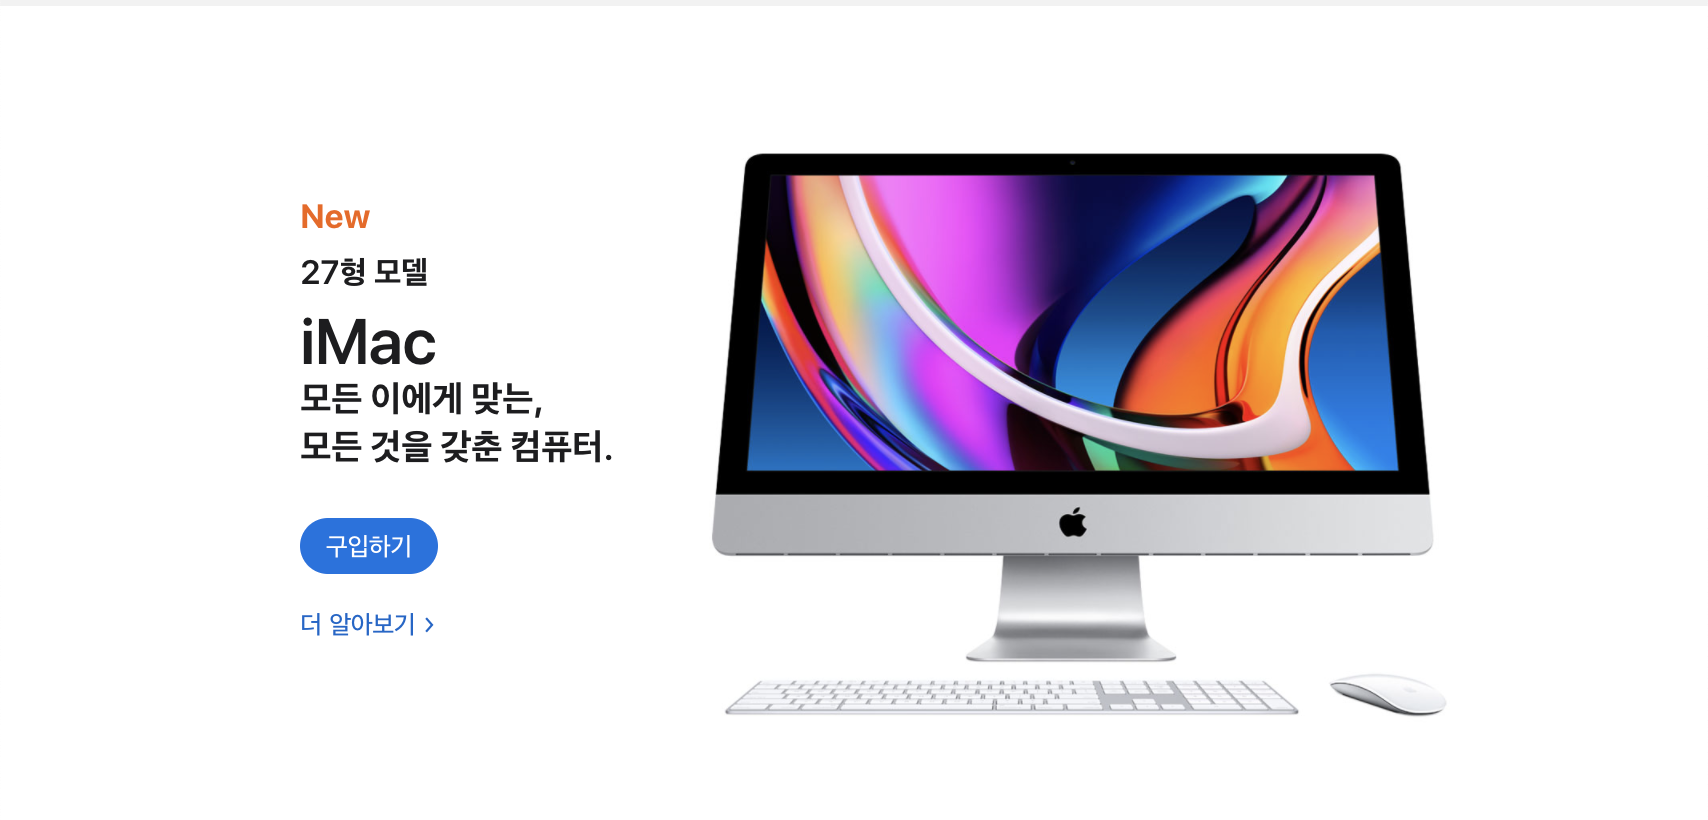 New
27형 모델
iMac
모든 이에게 맞는,
모든 것을 갖춘 컴퓨터.
구입하기
더 알아보기 >